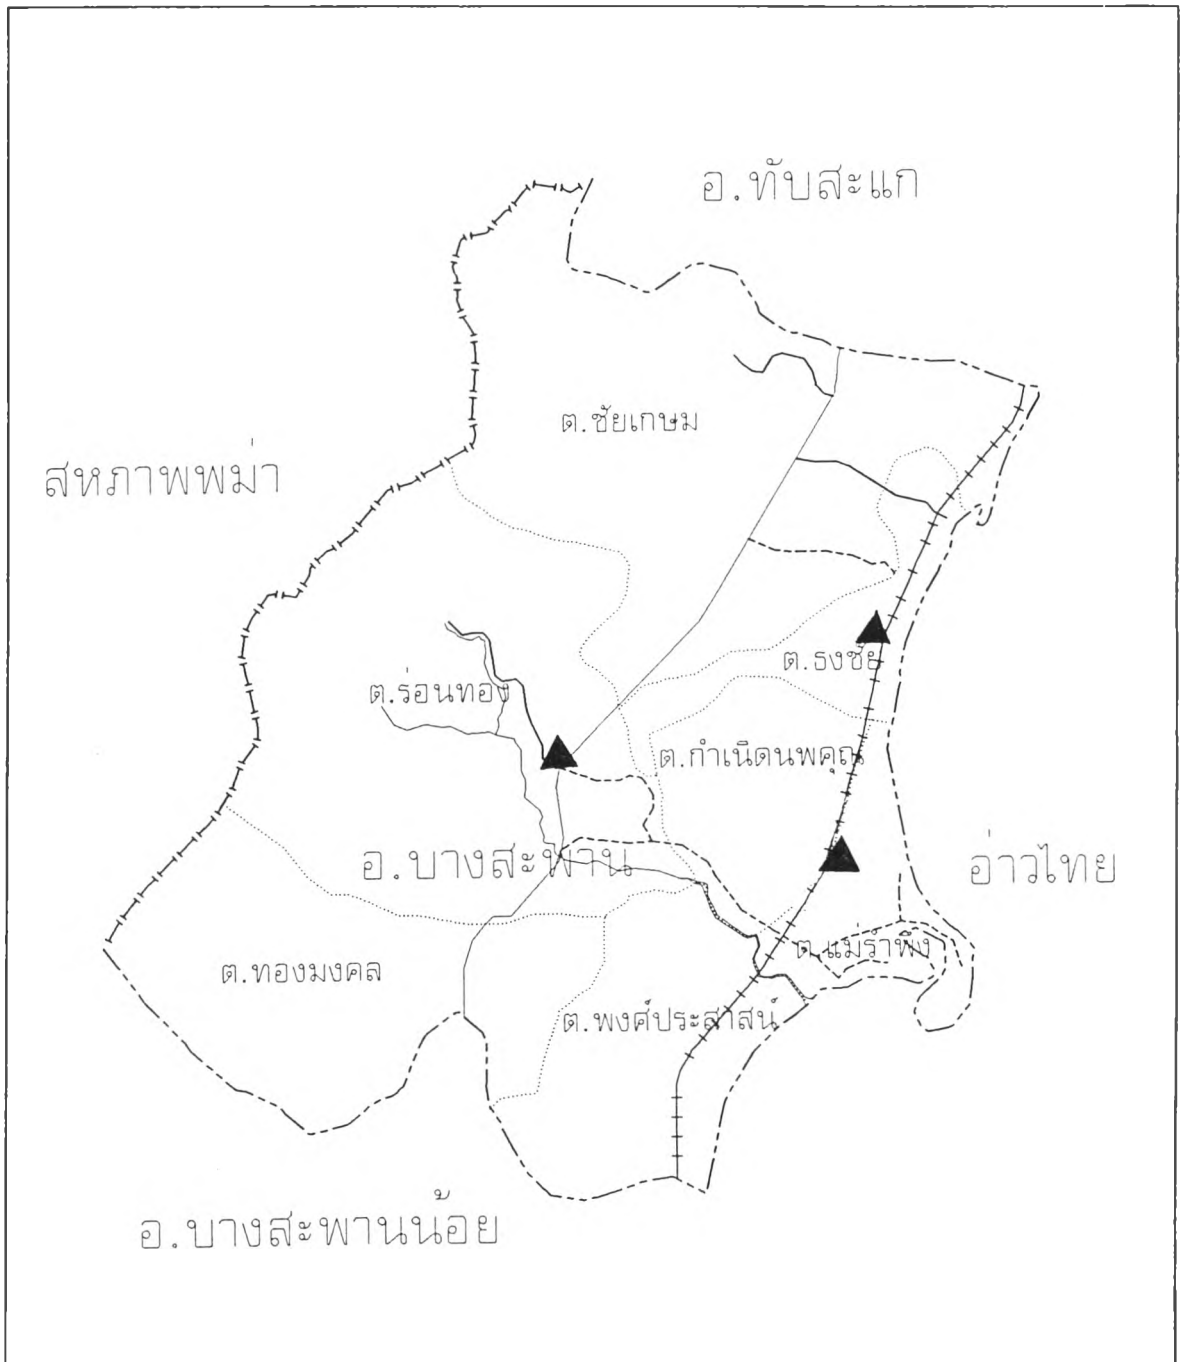 อ.ทับสะแก
ต.ชัยเกษม
สหภาพพม่า
ต.ธงชัย
ต.ร่อนทอง
ต.กำเนิดนพคุณ
อ.บางสะพาน
อ่าวไทย
ต.แม่รำพึง
ต.ทองมงคล
ต.พงศ์ประสาสน์
อ.บางสะพานน้อย